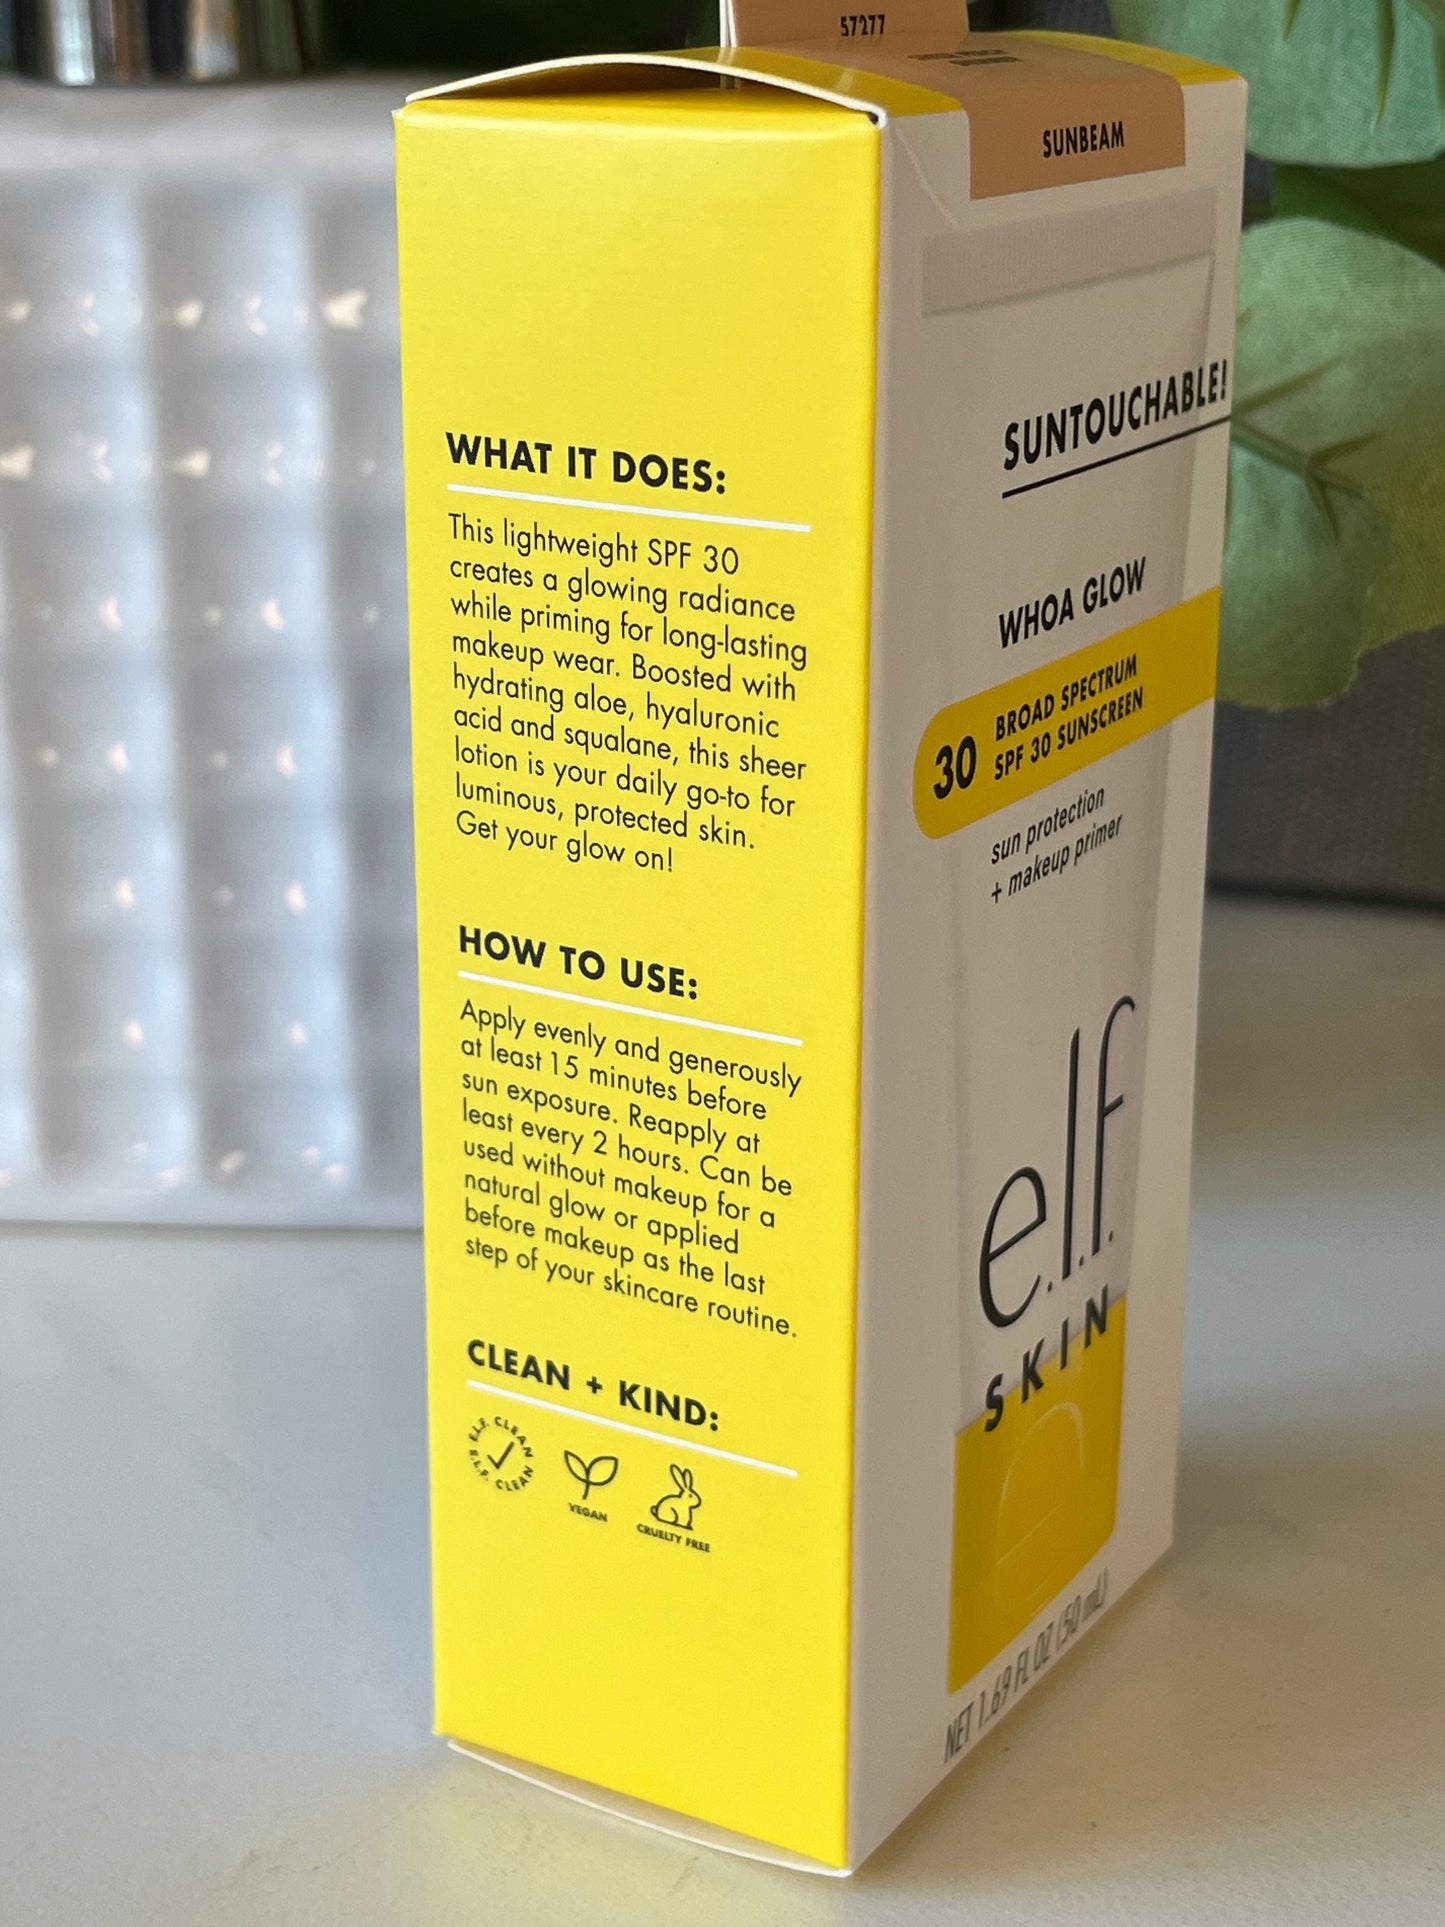 57277
SUNBEAM
WHAT IT DOES:
This lightweight SPF 30
creates a glowing radiance
while priming for long-lasting
makeup wear. Boosted with
hydrating aloe, hyaluronic
acid and squalane, this sheer
lotion is your daily go-to for
luminous, protected skin.
Get your glow on!
HOW TO USE:
Apply evenly and generously
at least 15 minutes before
sun exposure. Reapply at
least every 2 hours. Can be
used without makeup for a
natural glow or applied
before makeup as the last
step of your skincare routine.
CLEAN + KIND:
E.L.F. CLEAN E.L.F. CLEAN
VEGAN
CRUELTY FREE
SUNTOUCHABLE!
WHOA GLOW
30
BROAD SPECTRUM
SPF 30 SUNSCREEN
sun protection
+ makeup primer
e.l.f.
SKIN
NET 1.69 FL OZ (50 mL)